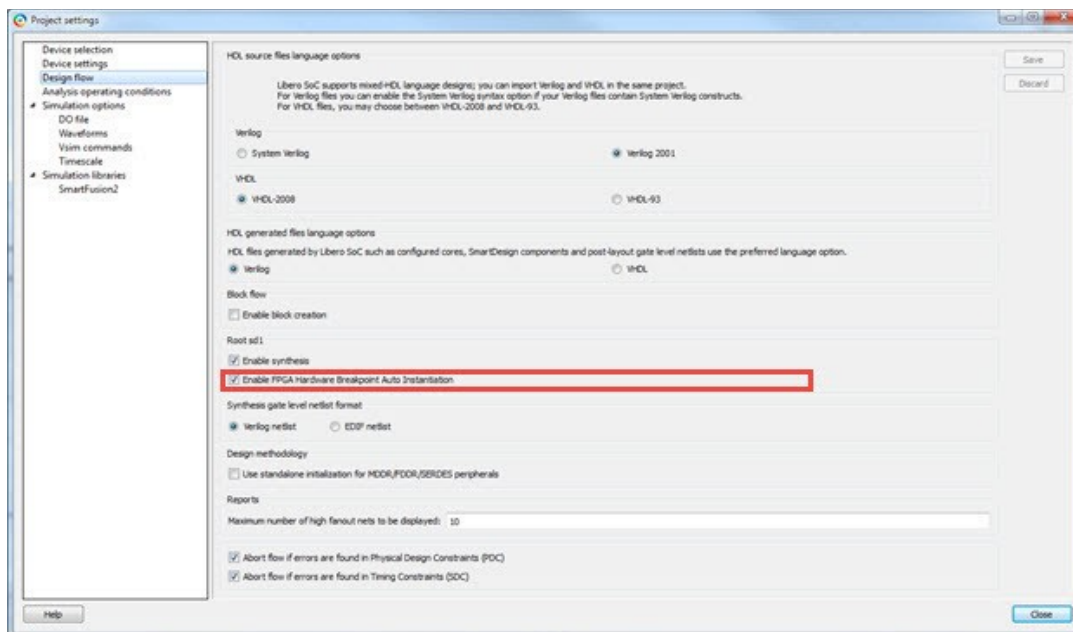 Project settings
Device selection
Device settings
Design flow
Analysis operating conditions
Simulation options
DO file
Waveforms
Vsim commands
Timescale
Simulation libraries
SmartFusion2
HDL source files language options
Libero SoC supports mixed-HDL language designs; you can import Verilog and VHDL in the same project.
For Verilog files you can enable the System Verilog syntax option if your Verilog files contain System Verilog constructs.
For VHDL files, you may choose between VHDL-2008 and VHDL-93.
Verilog
System Verilog
Verilog 2001
VHDL
VHDL-2008
VHDL-93
HDL generated files language options
HDL files generated by Libero SoC such as configured cores, SmartDesign components and post-layout gate level netlists use the preferred language option.
Verilog
VHDL
Block flow
Enable block creation
Root sd1
Enable synthesis
Enable FPGA Hardware Breakpoint Auto Instantiation
Synthesis gate level netlist format
Verilog netlist
EDIF netlist
Design methodology
Use standalone initialization for MDDR/FDDR/SERDES peripherals
Reports
Maximum number of high fanout nets to be displayed: 10
Abort flow if errors are found in Physical Design Constraints (PDC)
Abort flow if errors are found in Timing Constraints (SDC)
Save
Discard
Help
Close